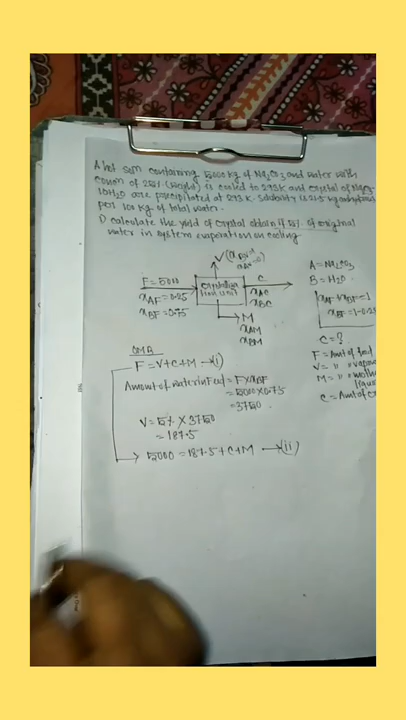 A hot soln containing 5000 kg of Na2CO3 and water with
concn of 25% (weight) is cooled to 293K and crystal of Na2CO3.
10H2O are precipitated at 293 K. Solubility is 21.5 kg anhydrous
per 100 kg of total water.
calculate the yield of crystal obtain if 5% of original
water in system evaporation on cooling
V
F=5000
xAF=0.25
xBF=0.75
C
xAC
xBC
M
xAM
xBM
A=Na2CO3
B=H2O
xAF+xBF=1
xBF=1-0.25
C=?
F=Amt of feed
V= " "
M= " "
C=Amt of
OMB
F=V+C+M —(i)
Amount of water in Feed=F×xBF
=5000×0.75
=3750
V=5% × 3750
=187.5
5000=187.5+C+M —(ii)